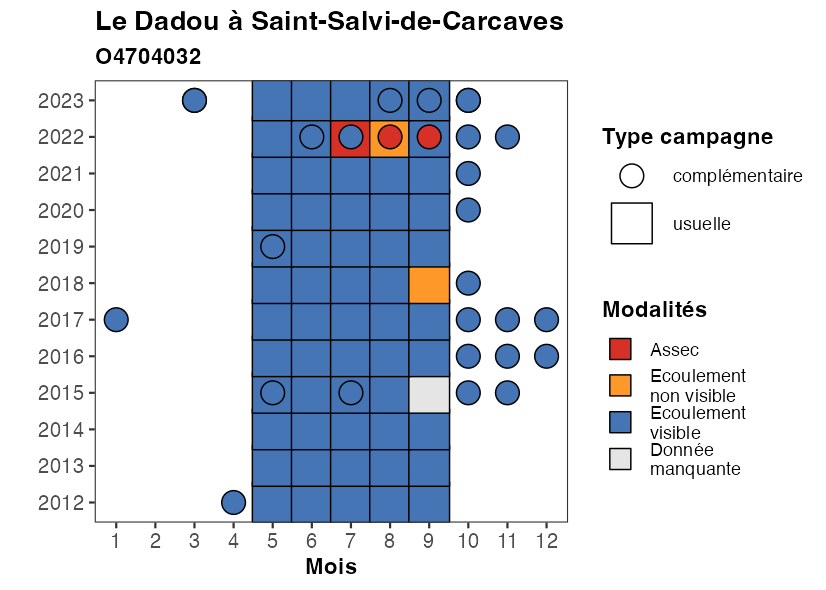 Le Dadou à Saint-Salvi-de-Carcaves
O4704032
2023
2022
2021
2020
2019
2018
2017
2016
2015
2014
2013
2012
1 2 3 4 5 6 7 8 9 10 11 12
Mois
Type campagne
complémentaire
usuelle
Modalités
Assec
Ecoulement
non visible
Ecoulement
visible
Donnée
manquante